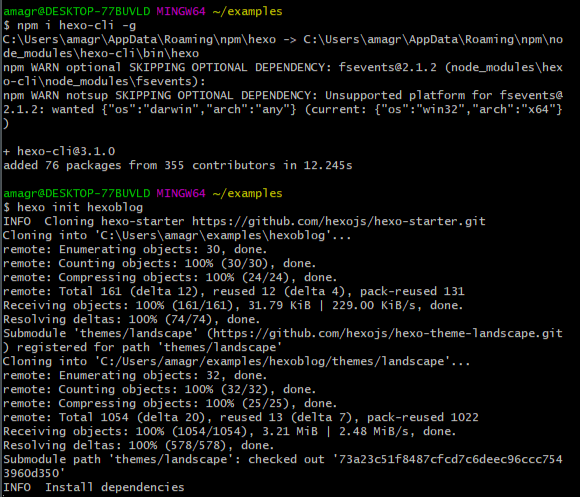 amagr@DESKTOP-77BUVLD MINGW64 ~/examples
$ npm i hexo-cli -g
C:\Users\amagr\AppData\Roaming\npm\hexo -> C:\Users\amagr\AppData\Roaming\npm\no
de_modules\hexo-cli\bin\hexo
npm WARN optional SKIPPING OPTIONAL DEPENDENCY: fsevents@2.1.2 (node_modules\hex
o-cli\node_modules\fsevents):
npm WARN notsup SKIPPING OPTIONAL DEPENDENCY: Unsupported platform for fsevents@
2.1.2: wanted {"os":"darwin","arch":"any"} (current: {"os":"win32","arch":"x64"}
)
+ hexo-cli@3.1.0
added 76 packages from 355 contributors in 12.245s
amagr@DESKTOP-77BUVLD MINGW64 ~/examples
$ hexo init hexoblog
INFO  Cloning hexo-starter https://github.com/hexojs/hexo-starter.git
Cloning into 'C:\Users\amagr\examples\hexoblog'...
remote: Enumerating objects: 30, done.
remote: Counting objects: 100% (30/30), done.
remote: Compressing objects: 100% (24/24), done.
remote: Total 161 (delta 12), reused 12 (delta 4), pack-reused 131
Receiving objects: 100% (161/161), 31.79 KiB | 229.00 KiB/s, done.
Resolving deltas: 100% (74/74), done.
Submodule 'themes/landscape' (https://github.com/hexojs/hexo-theme-landscape.git
) registered for path 'themes/landscape'
Cloning into 'C:/Users/amagr/examples/hexoblog/themes/landscape'...
remote: Enumerating objects: 32, done.
remote: Counting objects: 100% (32/32), done.
remote: Compressing objects: 100% (25/25), done.
remote: Total 1054 (delta 20), reused 13 (delta 7), pack-reused 1022
Receiving objects: 100% (1054/1054), 3.21 MiB | 2.48 MiB/s, done.
Resolving deltas: 100% (578/578), done.
Submodule path 'themes/landscape': checked out '73a23c51f8487cfcd7c6deec96ccc754
3960d350'
INFO  Install dependencies